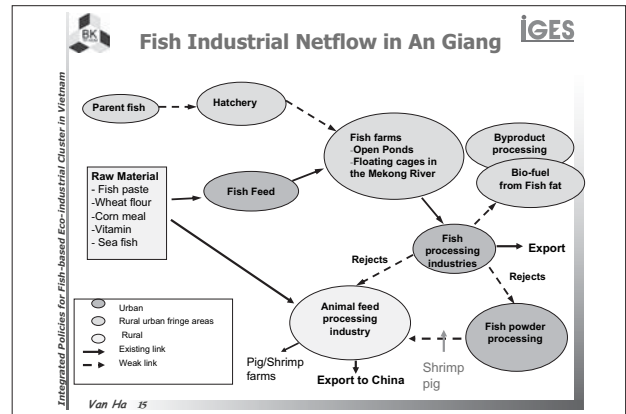 BK
Fish Industrial Netflow in An Giang
IGES
Integrated Policies for Fish-based Eco-industrial Cluster in Vietnam
Parent fish
Hatchery
Fish farms
-Open Ponds
-Floating cages in
the Mekong River
Byproduct
processing
Bio-fuel
from Fish fat
Raw Material
- Fish paste
-Wheat flour
-Corn meal
-Vitamin
- Sea fish
Fish Feed
Fish
processing
industries
Export
Rejects
Rejects
Animal feed
processing
industry
Fish powder
processing
Urban
Rural urban fringe areas
Rural
Existing link
Weak link
Pig/Shrimp
farms
Export to China
Shrimp
pig
Van Ha 15